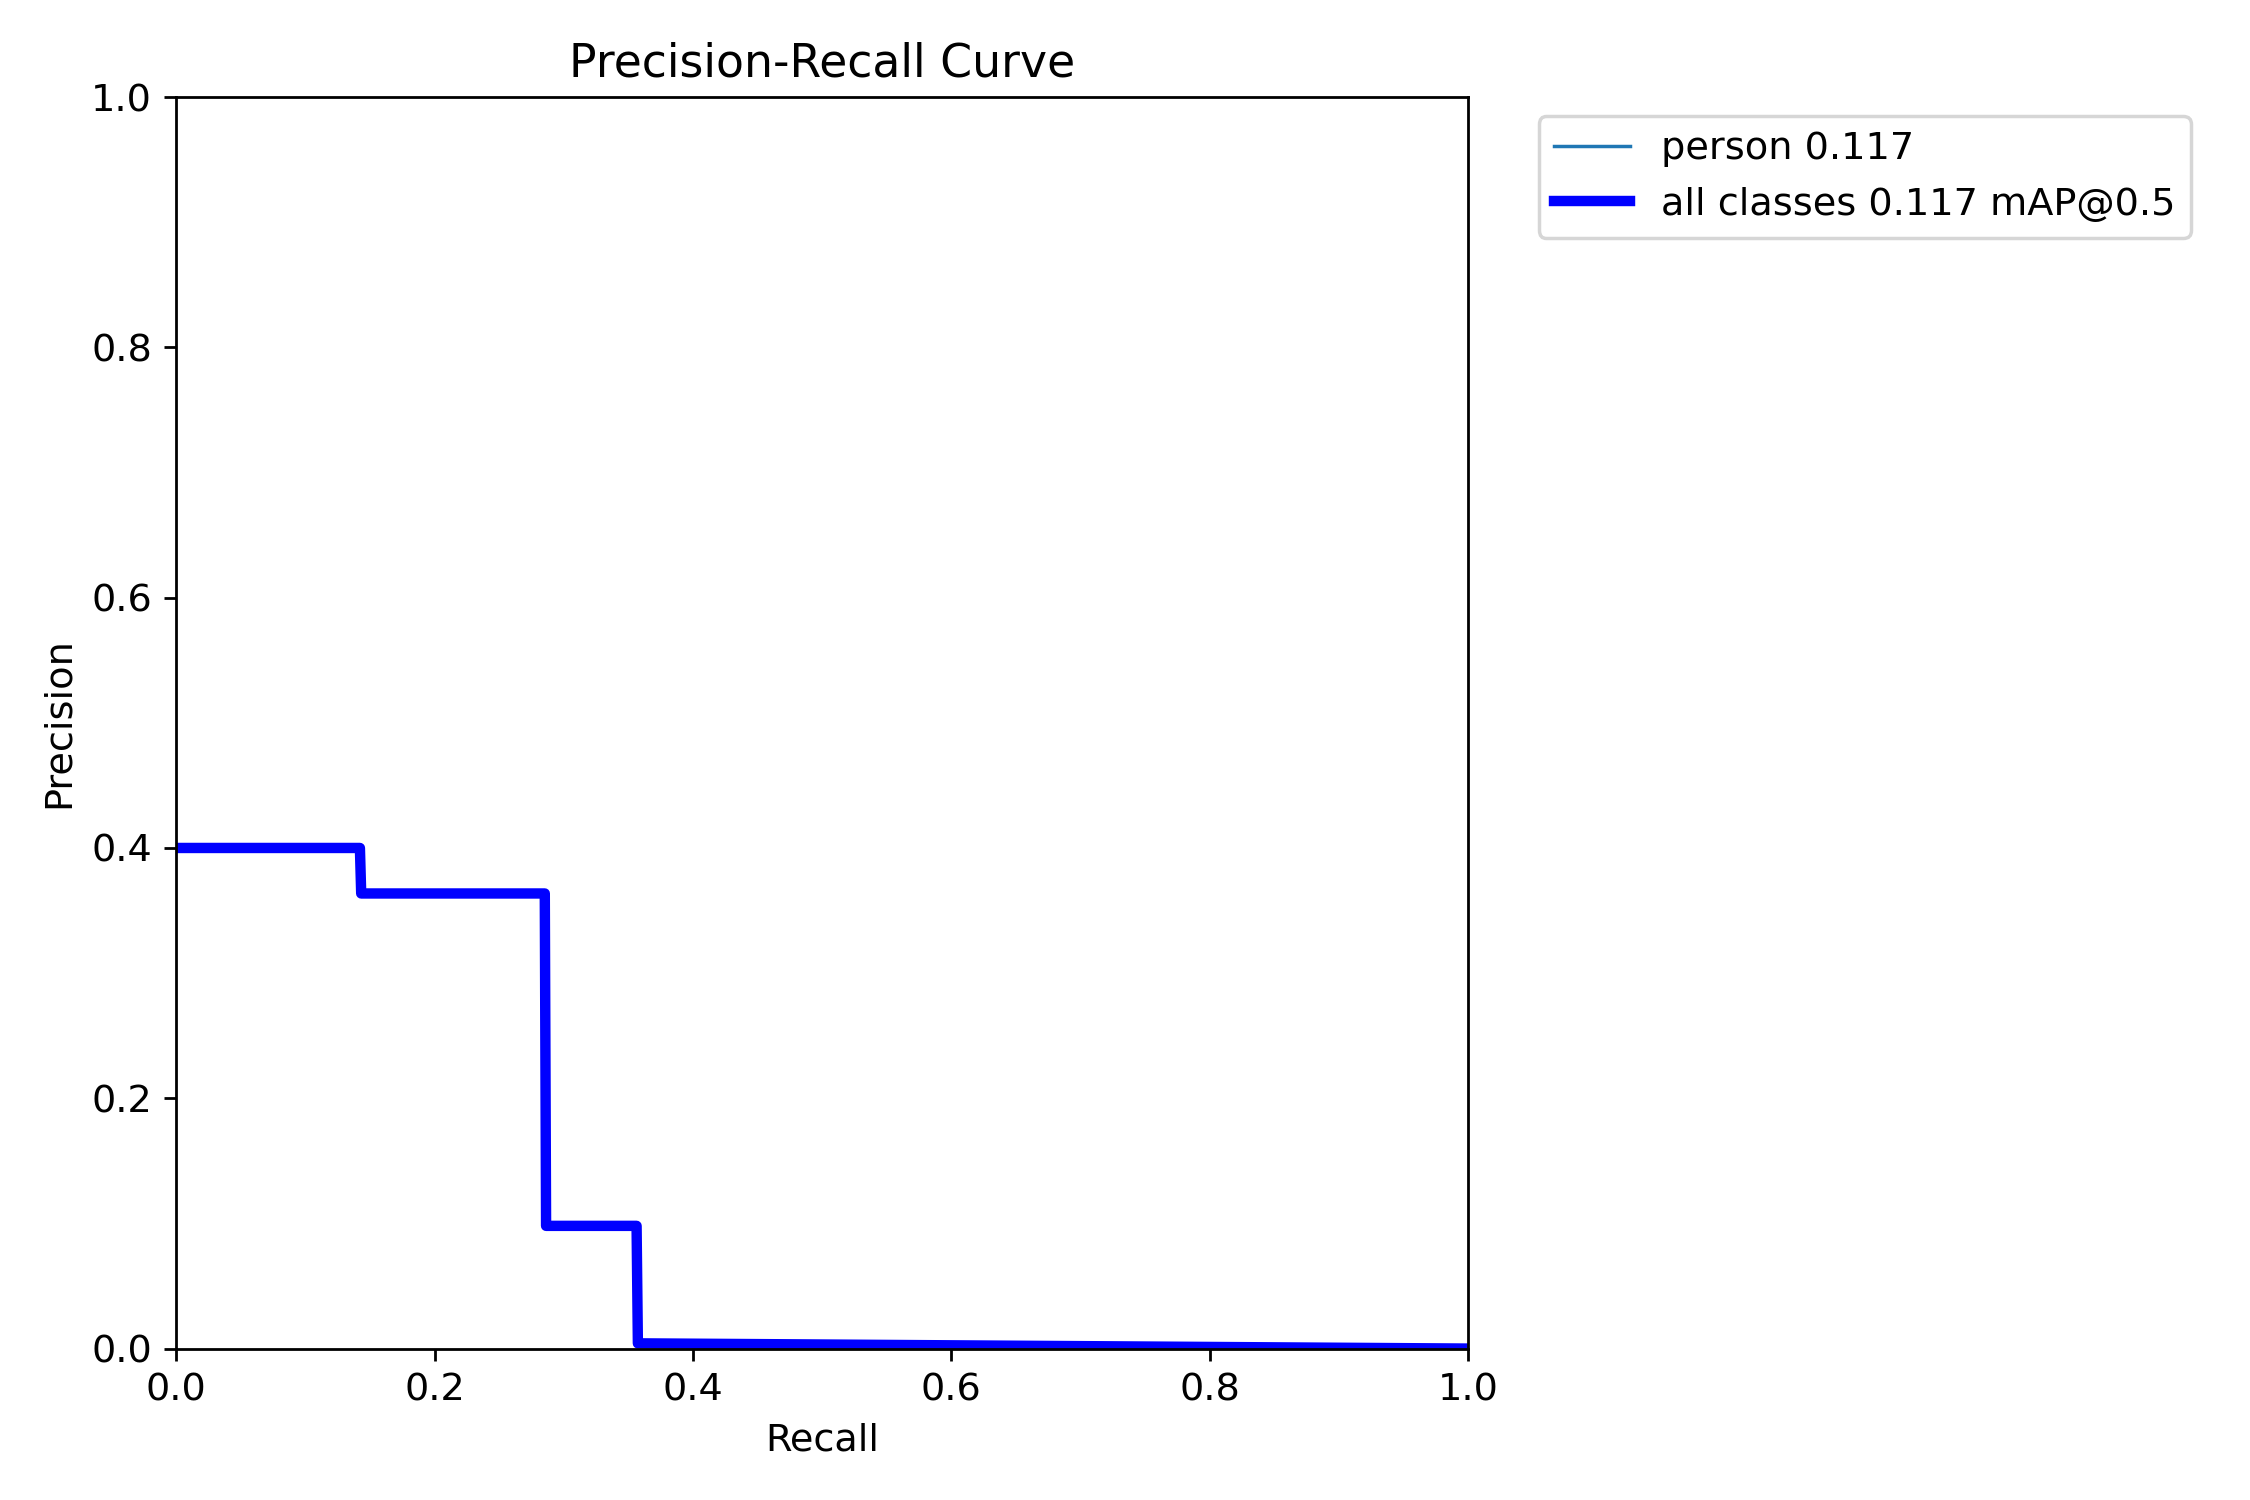 Precision-Recall Curve
person 0.117
all classes 0.117 mAP@0.5
Precision
1.0
0.8
0.6
0.4
0.2
0.0
0.0 0.2 0.4 0.6 0.8 1.0
Recall